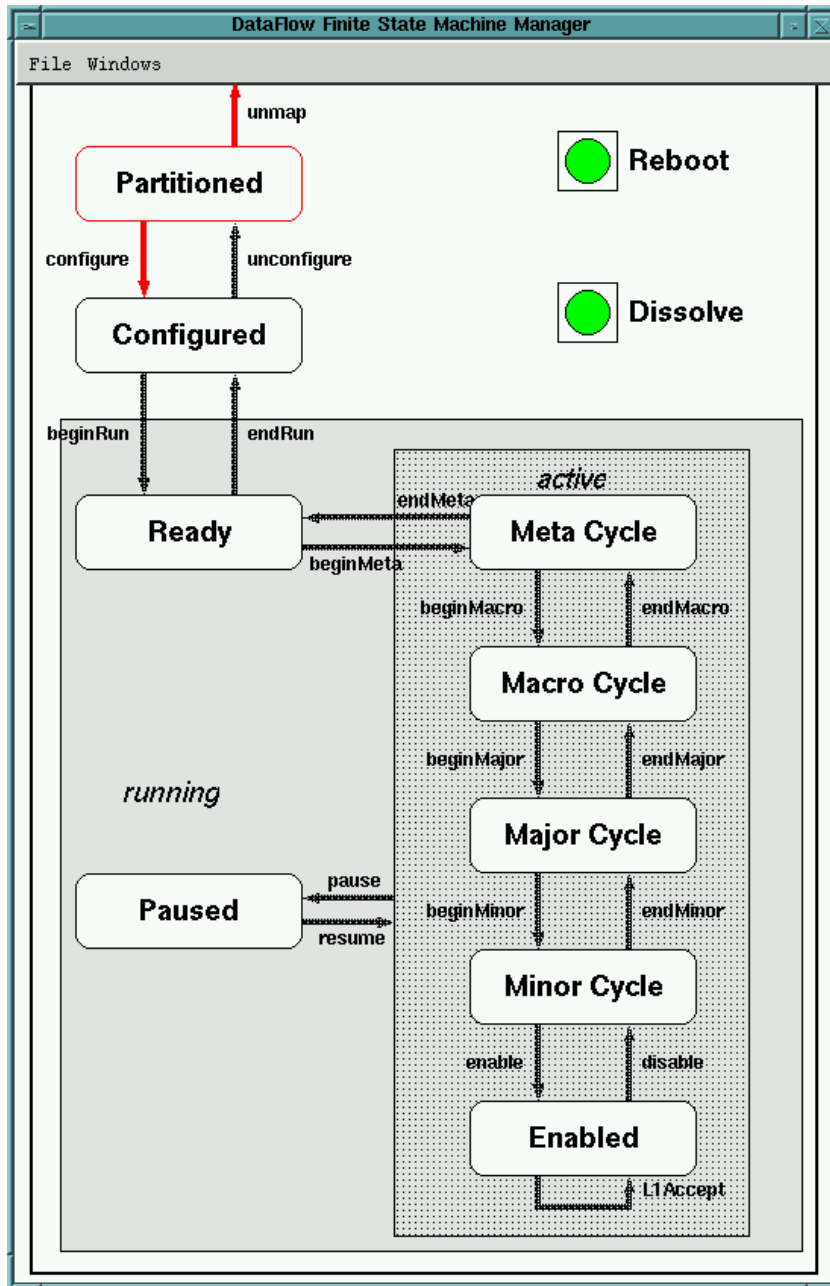 DataFlow Finite State Machine Manager
File Windows
unmap
Partitioned
Reboot
configure
unconfigure
Configured
Dissolve
beginRun
endRun
active
endMeta
Ready
Meta Cycle
beginMeta
beginMacro
endMacro
Macro Cycle
beginMajor
endMajor
running
Major Cycle
pause
Paused
beginMinor
endMinor
resume
Minor Cycle
enable
disable
Enabled
L1Accept